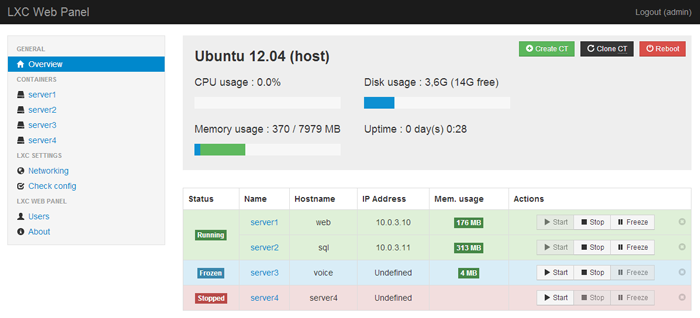 LXC Web Panel
Logout (admin)
GENERAL
Overview
CONTAINERS
server1
server2
server3
server4
LXC SETTINGS
Networking
Check config
LXC WEB PANEL
Users
About
Ubuntu 12.04 (host)
Create CT Clone CT Reboot
CPU usage : 0.0%
Disk usage : 3,6G (14G free)
Memory usage : 370 / 7979 MB
Uptime : 0 day(s) 0:28
Status Name Hostname IP Address Mem. usage Actions
Running
server1 web 10.0.3.10 176 MB Start Stop Freeze
server2 sql 10.0.3.11 313 MB Start Stop Freeze
Frozen server3 voice Undefined 4 MB Start Stop Freeze
Stopped server4 server4 Undefined Start Stop Freeze